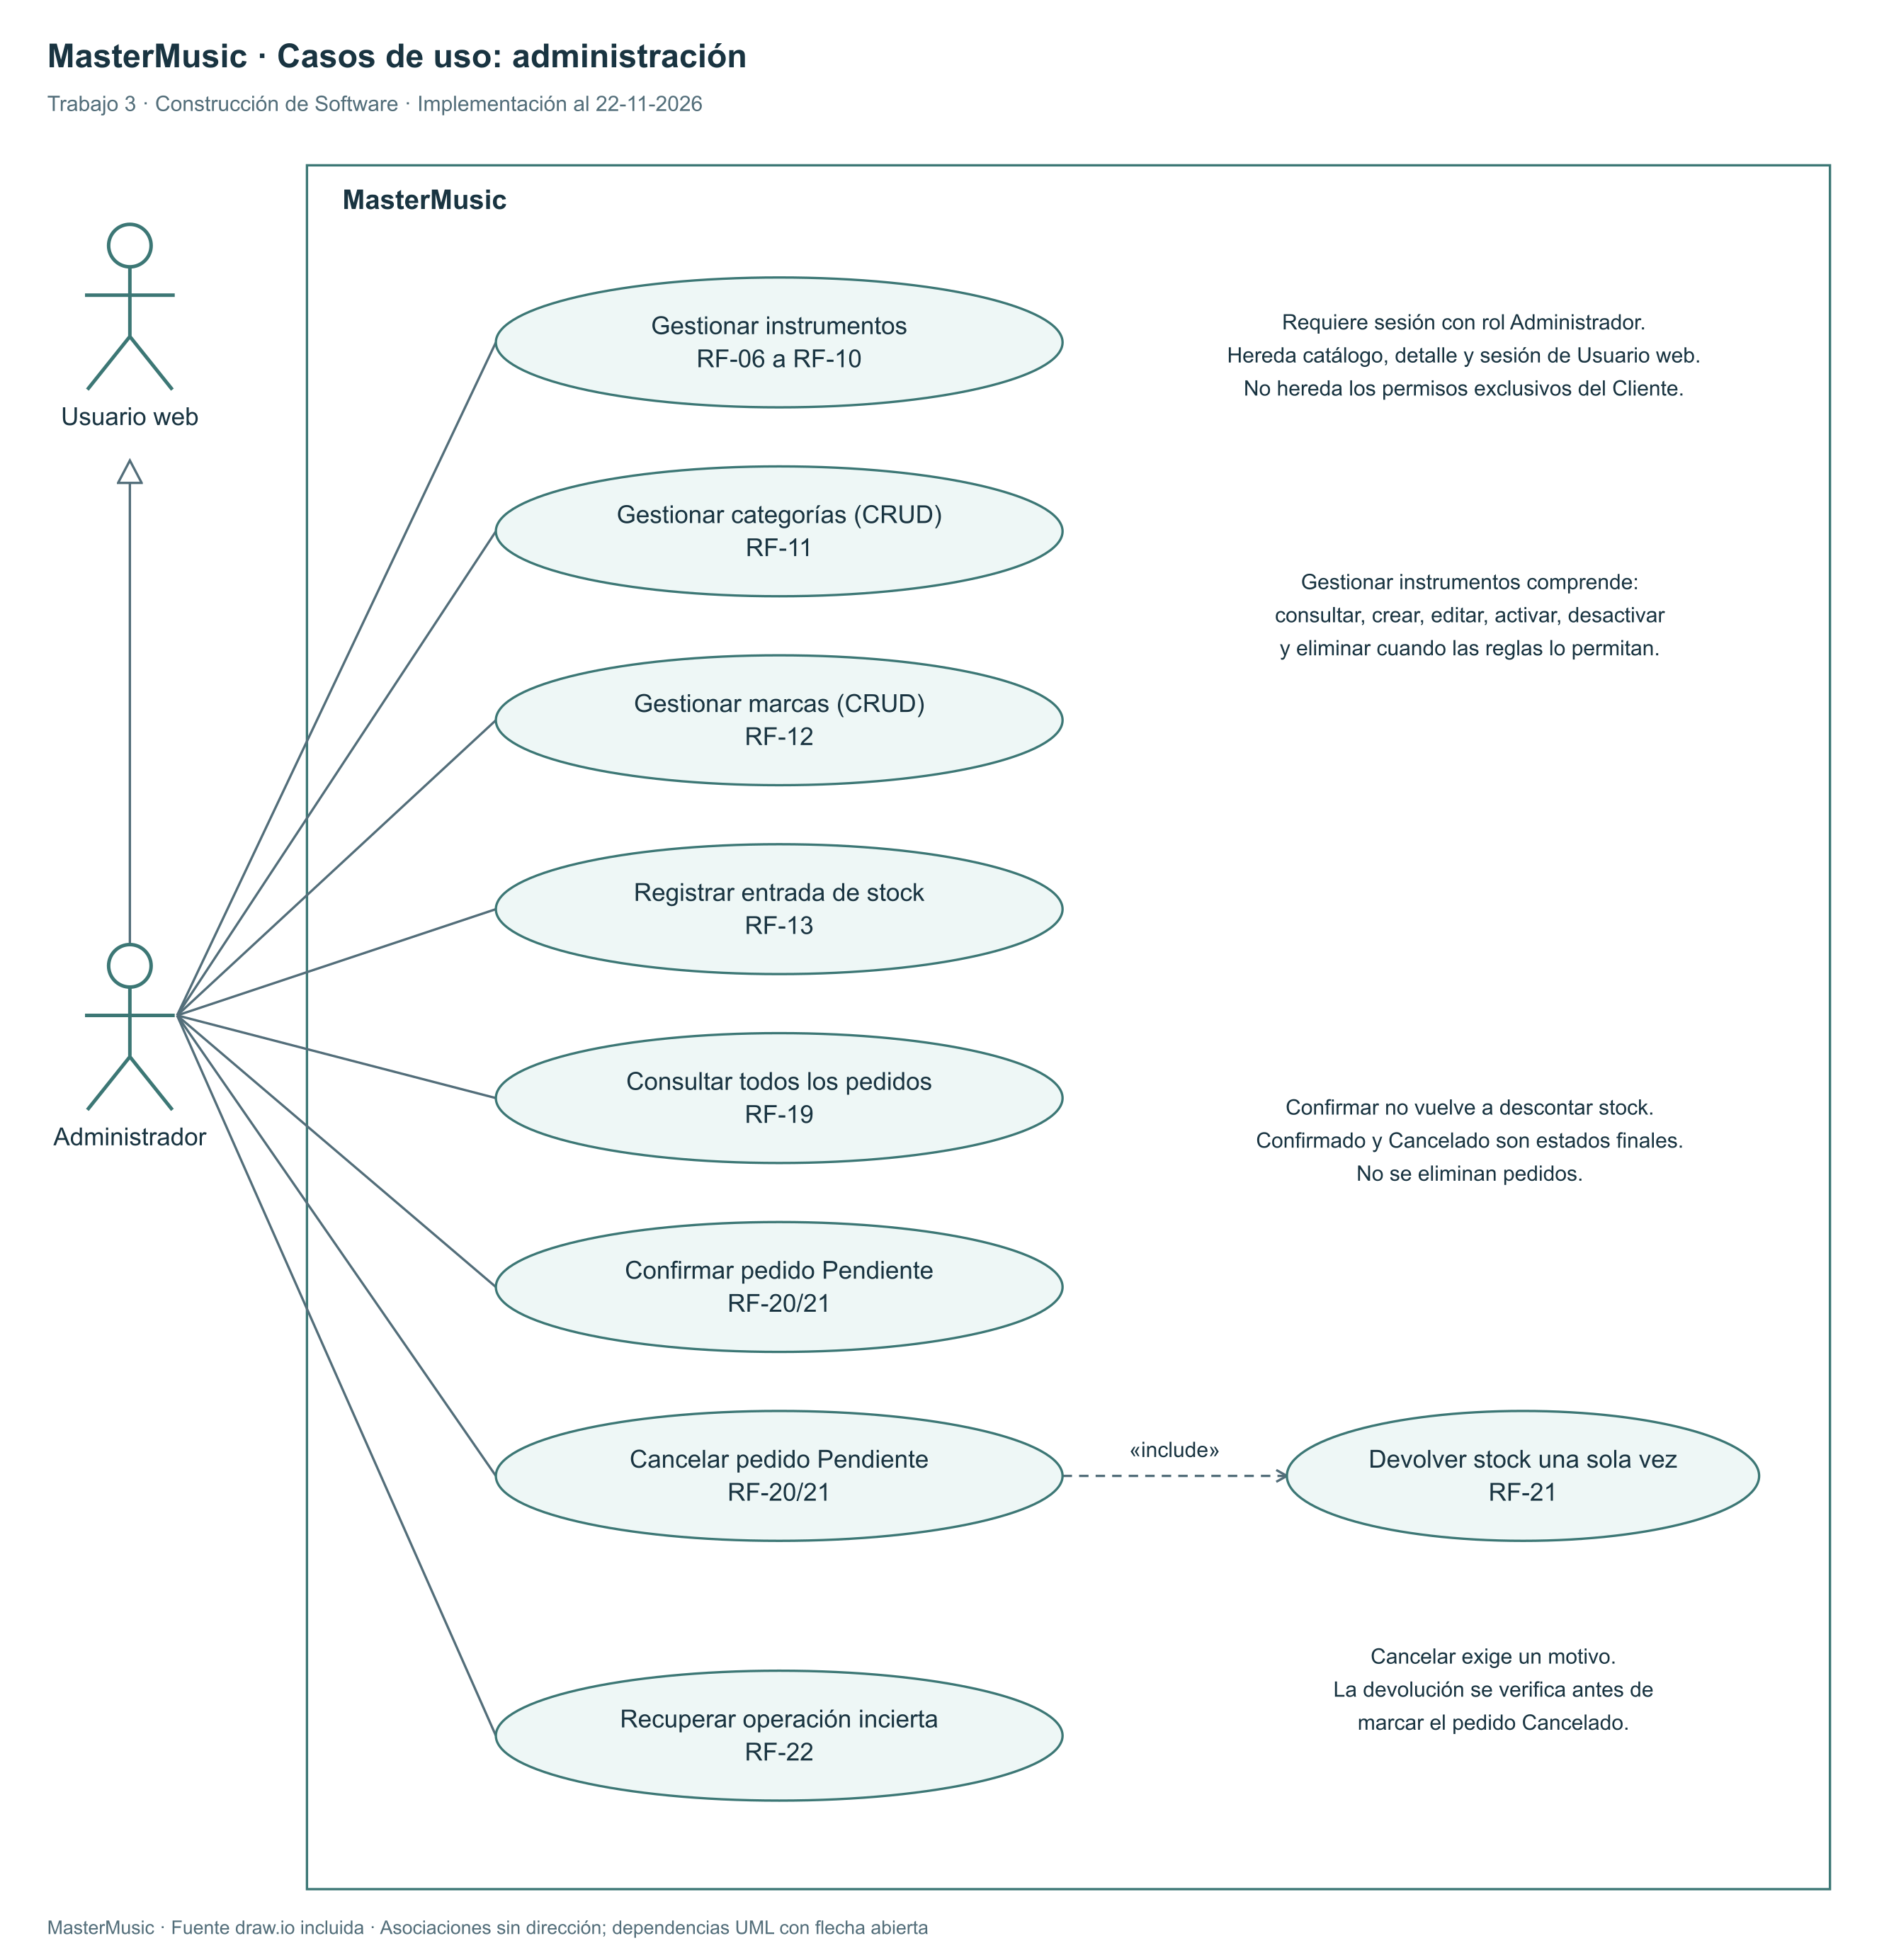 MasterMusic · Casos de uso: administración
Trabajo 3 · Construcción de Software · Implementación al 22-11-2026
MasterMusic
Usuario web
Administrador
Gestionar instrumentos
RF-06 a RF-10
Requiere sesión con rol Administrador.
Hereda catálogo, detalle y sesión de Usuario web.
No hereda los permisos exclusivos del Cliente.
Gestionar categorías (CRUD)
RF-11
Gestionar instrumentos comprende:
consultar, crear, editar, activar, desactivar
y eliminar cuando las reglas lo permitan.
Gestionar marcas (CRUD)
RF-12
Registrar entrada de stock
RF-13
Consultar todos los pedidos
RF-19
Confirmar no vuelve a descontar stock.
Confirmado y Cancelado son estados finales.
No se eliminan pedidos.
Confirmar pedido Pendiente
RF-20/21
Cancelar pedido Pendiente
RF-20/21
«include»
Devolver stock una sola vez
RF-21
Cancelar exige un motivo.
La devolución se verifica antes de
marcar el pedido Cancelado.
Recuperar operación incierta
RF-22
MasterMusic · Fuente draw.io incluida · Asociaciones sin dirección; dependencias UML con flecha abierta